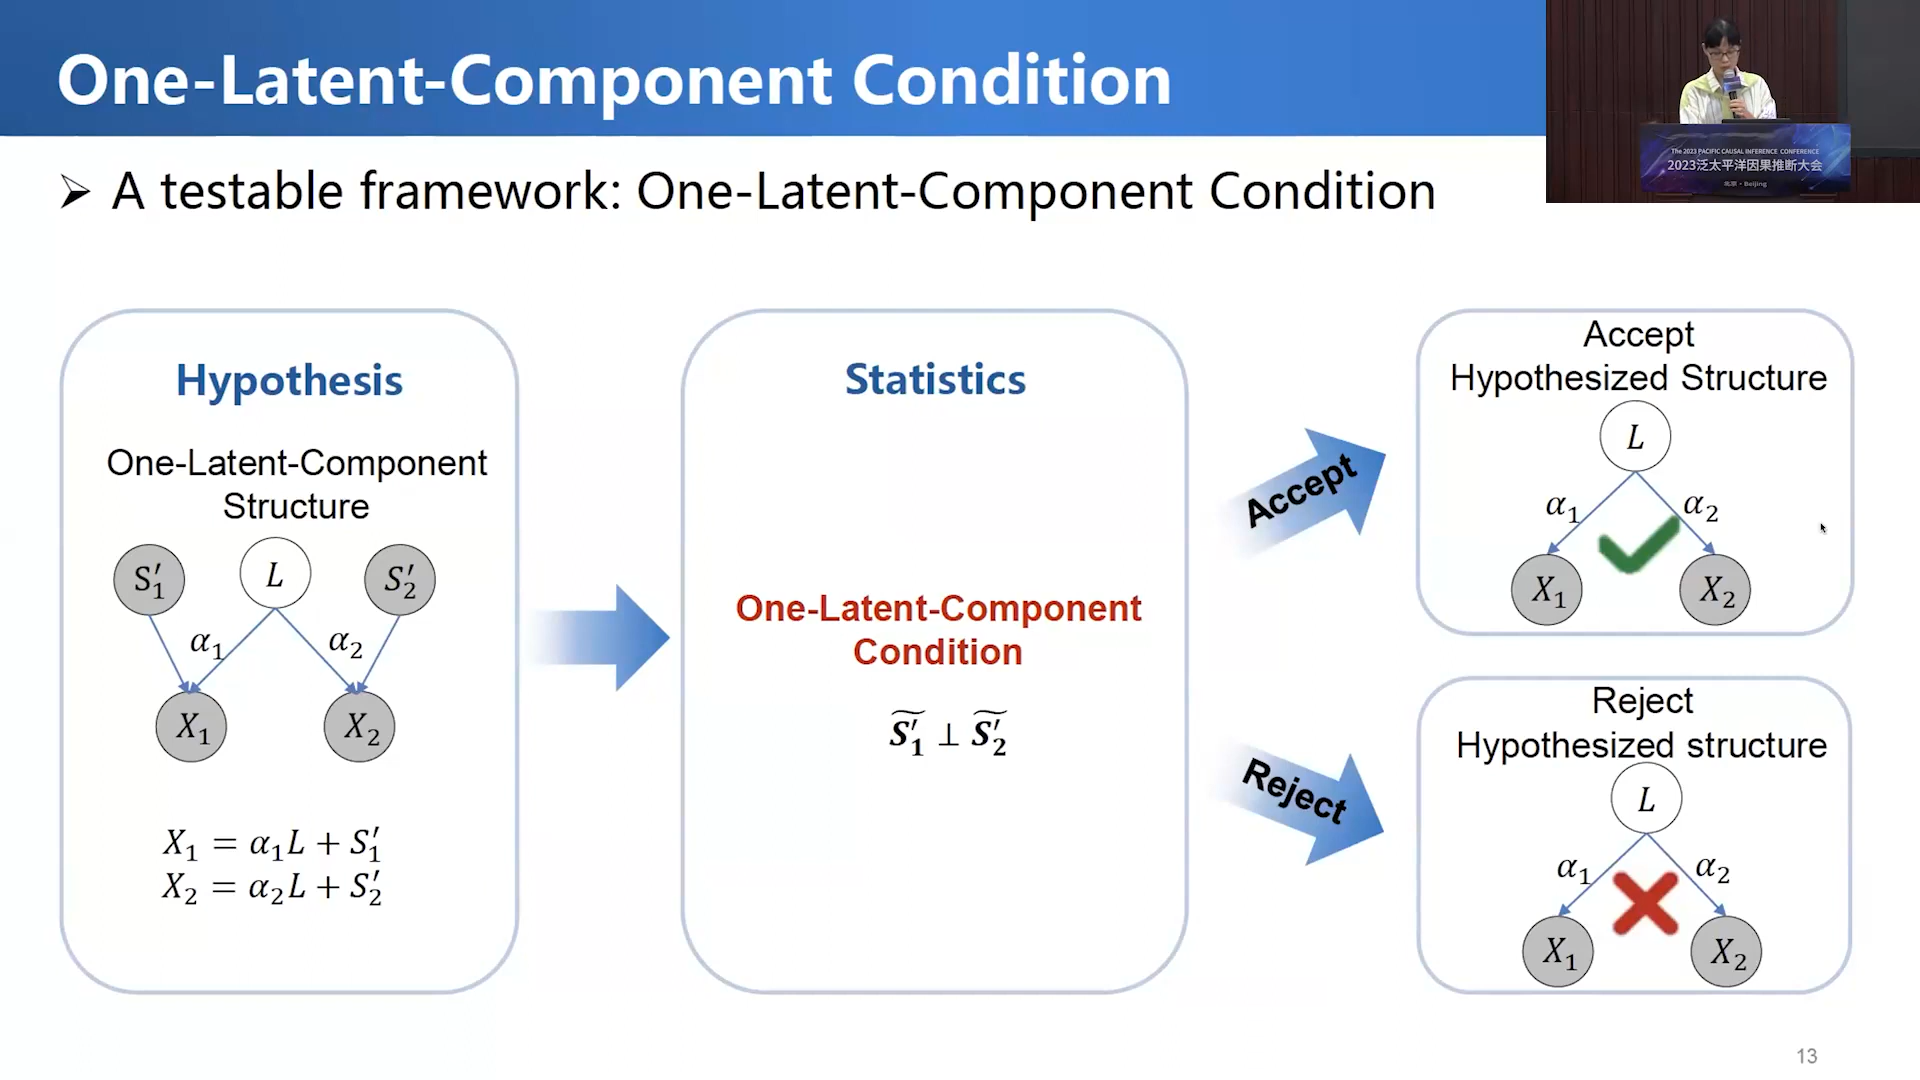 One-Latent-Component Condition
The 2023 PACIFIC CAUSAL INFERENCE CONFERENCE
2023泛太平洋因果推断大会
北京 · Beijing
➢ A testable framework: One-Latent-Component Condition
Hypothesis
One-Latent-Component
Structure
S′₁ L S′₂
α₁ α₂
X₁ X₂
X₁ = α₁L + S′₁
X₂ = α₂L + S′₂
Statistics
One-Latent-Component
Condition
S̃′₁ ⊥ S̃′₂
Accept
Reject
Accept
Hypothesized Structure
L
α₁ α₂
X₁ X₂
Reject
Hypothesized structure
L
α₁ α₂
X₁ X₂
13